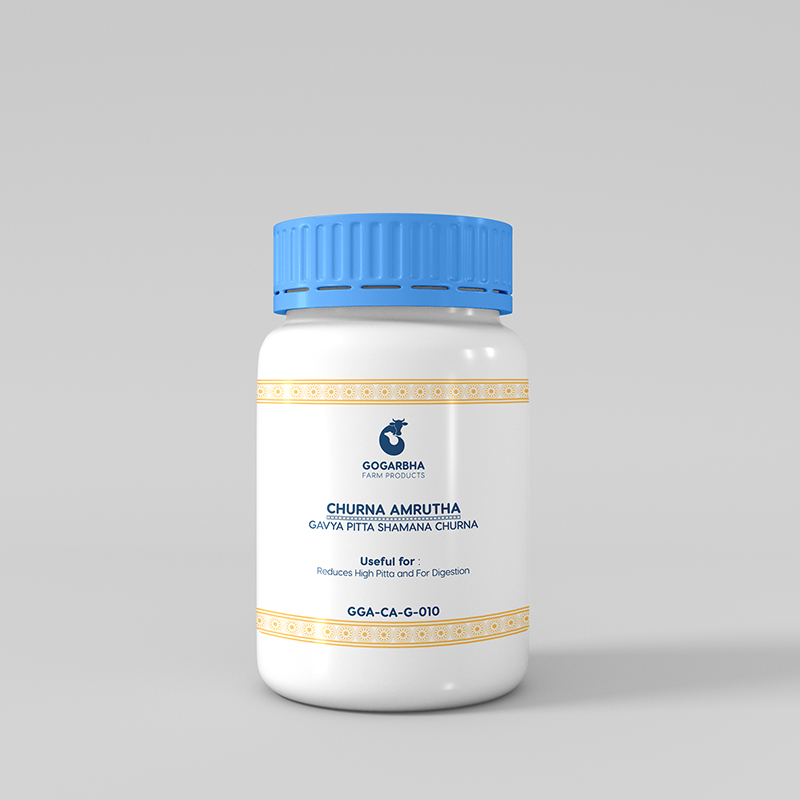 GOGARBHA
FARM PRODUCTS
CHURNA AMRUTHA
GAVYA PITTA SHAMANA CHURNA
Useful for :
Reduces High Pitta and For Digestion
GGA-CA-G-010